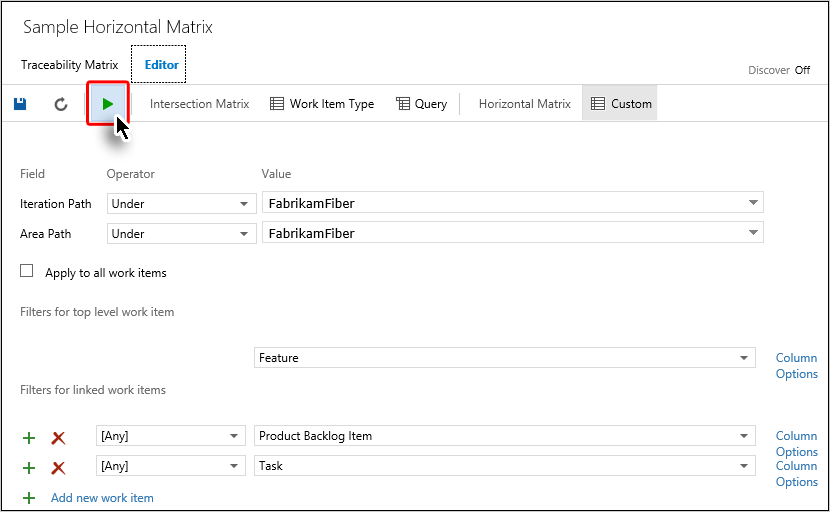 Sample Horizontal Matrix
Traceability Matrix Editor
Discover Off
Intersection Matrix Work Item Type Query Horizontal Matrix Custom
Field Operator Value
Iteration Path Under FabrikamFiber
Area Path Under FabrikamFiber
Apply to all work items
Filters for top level work item
Feature Column
Options
Filters for linked work items
[Any] Product Backlog Item Column
Options
[Any] Task Column
Options
Add new work item